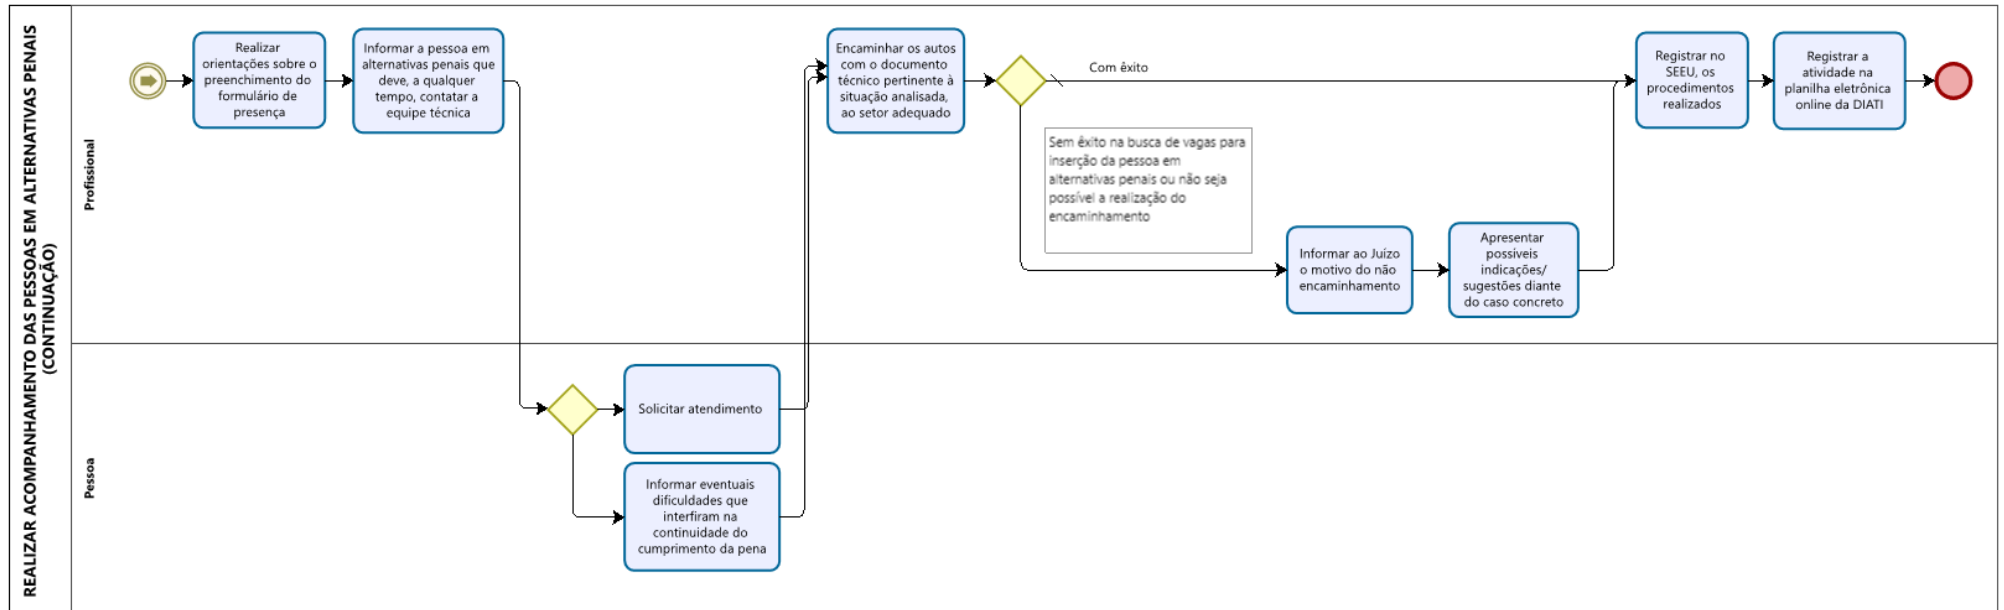 REALIZAR ACOMPANHAMENTO DAS PESSOAS EM ALTERNATIVAS PENAIS
(CONTINUAÇÃO)
Profissional
Realizar
orientações sobre o
preenchimento do
formulário de
presença
Informar a pessoa em
alternativas penais que
deve, a qualquer
tempo, contatar a
equipe técnica
Encaminhar os autos
com o documento
técnico pertinente à
situação analisada,
ao setor adequado
Com êxito
Sem êxito na busca de vagas para
inserção da pessoa em
alternativas penais ou não seja
possível a realização do
encaminhamento
Informar ao Juízo
o motivo do não
encaminhamento
Apresentar
possiveis
indicações/
sugestões diante
do caso concreto
Registrar no
SEEU, os
procedimentos
realizados
Registrar a
atividade na
planilha eletrônica
online da DIATI
Pessoa
Solicitar atendimento
Informar eventuais
dificuldades que
interfiram na
continuidade do
cumprimento da pena